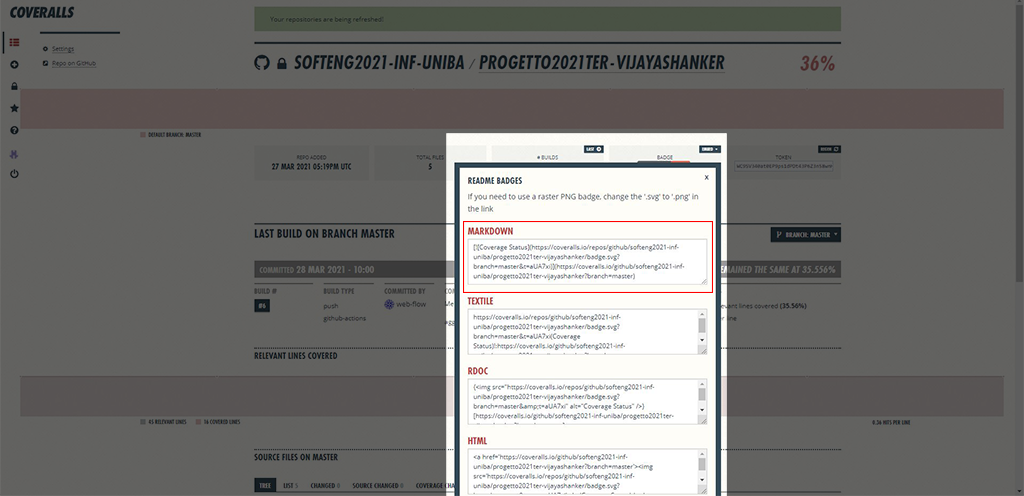 COVERALLS
Your repositories are being refreshed!
Settings
Repo on GitHub
SOFTENG2021-INF-UNIBA / PROGETTO2021TER-VIJAYASHANKER
36%
DEFAULT BRANCH: MASTER
REPO ADDED
27 MAR 2021 05:19PM UTC
TOTAL FILES
5
# BUILDS
BADGE
TOKEN
LAST BUILD ON BRANCH MASTER
BRANCH: MASTER
COMMITTED 28 MAR 2021 - 10:00
REMAINED THE SAME AT 35.556%
BUILD #
#6
BUILD TYPE
push
github-actions
COMMITTED BY
web-flow
relevant lines covered (35.56%)
per line
RELEVANT LINES COVERED
45 RELEVANT LINES
16 COVERED LINES
0.36 HITS PER LINE
SOURCE FILES ON MASTER
TREE
LIST 5
CHANGED 0
SOURCE CHANGED 0
COVERAGE CHA
README BADGES
x
If you need to use a raster PNG badge, change the '.svg' to '.png' in
the link
MARKDOWN
[![Coverage Status](https://coveralls.io/repos/github/softeng2021-inf-
uniba/progetto2021ter-vijayashanker/badge.svg?
branch=master&t=aUA7xi)](https://coveralls.io/github/softeng2021-inf-
uniba/progetto2021ter-vijayashanker?branch=master)
TEXTILE
https://coveralls.io/repos/github/softeng2021-inf-
uniba/progetto2021ter-vijayashanker/badge.svg?
branch=master&t=aUA7xi(Coverage
Status)!:https://coveralls.io/github/softeng2021-inf-
RDOC
{<img src="https://coveralls.io/repos/github/softeng2021-inf-
uniba/progetto2021ter-vijayashanker/badge.svg?
branch=master&amp;t=aUA7xi" alt="Coverage Status" />}
[https://coveralls.io/github/softeng2021-inf-uniba/progetto2021ter-
HTML
<a href='https://coveralls.io/github/softeng2021-inf-
uniba/progetto2021ter-vijayashanker?branch=master'><img
src='https://coveralls.io/repos/github/softeng2021-inf-
uniba/progetto2021ter-vijayashanker/badge.svg?